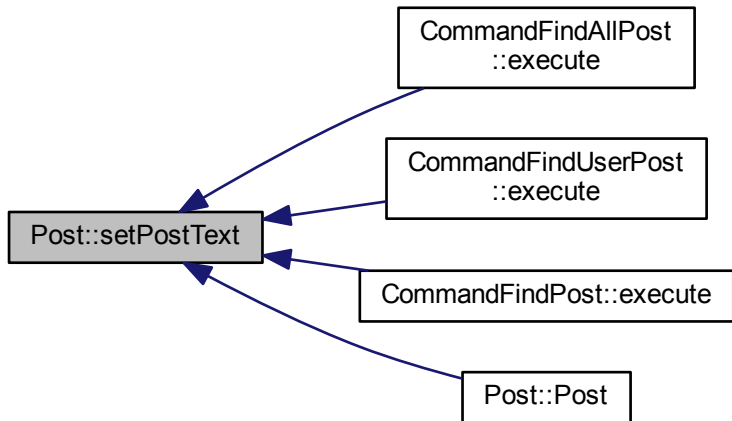 CommandFindAllPost
::execute
CommandFindUserPost
::execute
Post::setPostText
CommandFindPost::execute
Post::Post